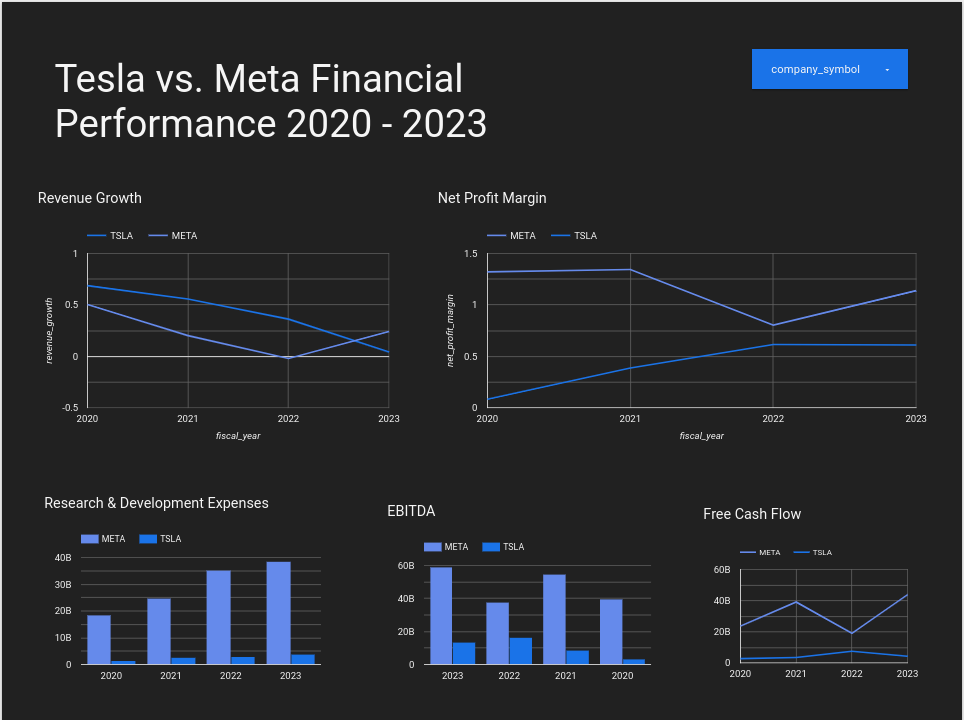 Tesla vs. Meta Financial
Performance 2020 - 2023
company_symbol
Revenue Growth
TSLA META
1
0.5
0
-0.5
revenue_growth
2020 2021 2022 2023
fiscal_year
Net Profit Margin
META TSLA
1.5
1
0.5
0
net_profit_margin
2020 2021 2022 2023
fiscal_year
Research & Development Expenses
META TSLA
40B
30B
20B
10B
0
2020 2021 2022 2023
EBITDA
META TSLA
60B
40B
20B
0
2023 2022 2021 2020
Free Cash Flow
META TSLA
60B
40B
20B
0
2020 2021 2022 2023